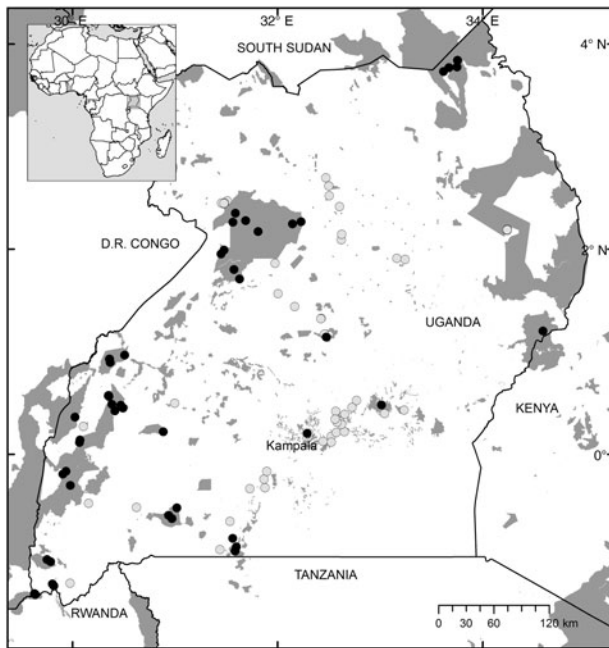 30° E 32° E 34° E
SOUTH SUDAN
4° N
D.R. CONGO
2° N
UGANDA
KENYA
Kampala
0°
TANZANIA
RWANDA
0 30 60 90 120 km